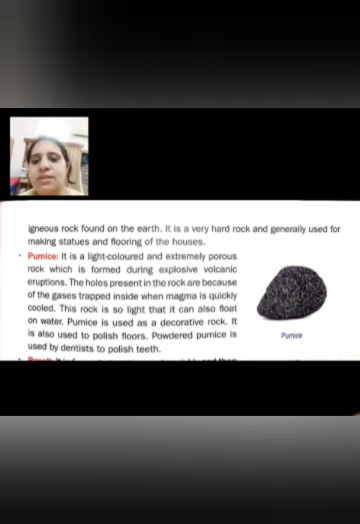 igneous rock found on the earth. It is a very hard rock and generally used for
making statues and flooring of the houses.
• Pumice: It is a light-coloured and extremely porous
rock which is formed during explosive volcanic
eruptions. The holes present in the rock are because
of the gases trapped inside when magma is quickly
cooled. This rock is so light that it can also float
on water. Pumice is used as a decorative rock. It
is also used to polish floors. Powdered pumice is
used by dentists to polish teeth.
Pumice